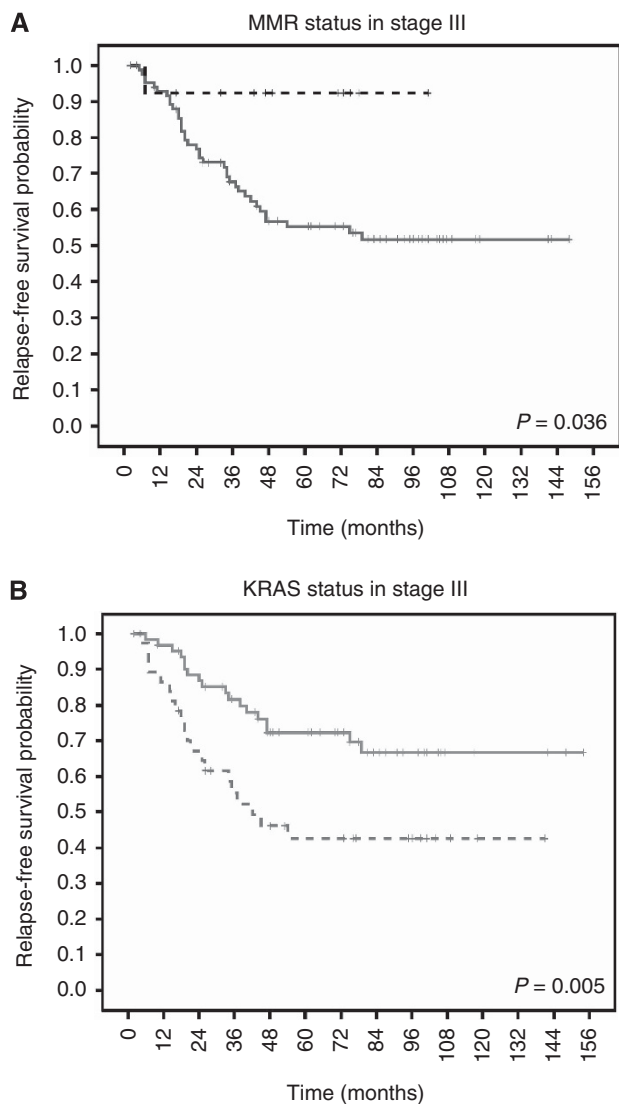 A
MMR status in stage III
Relapse-free survival probability
1.0
0.9
0.8
0.7
0.6
0.5
0.4
0.3
0.2
0.1
0.0
P = 0.036
0 12 24 36 48 60 72 84 96 108 120 132 144 156
Time (months)
B
KRAS status in stage III
Relapse-free survival probability
1.0
0.9
0.8
0.7
0.6
0.5
0.4
0.3
0.2
0.1
0.0
P = 0.005
0 12 24 36 48 60 72 84 96 108 120 132 144 156
Time (months)